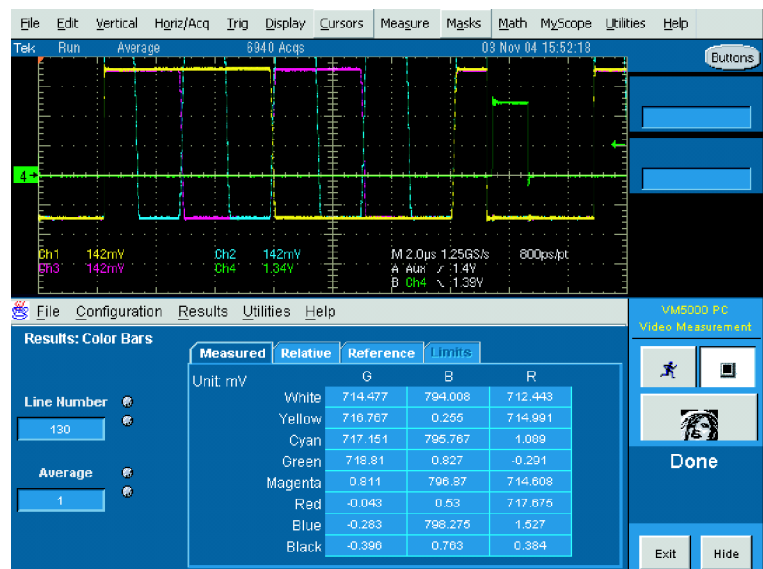 File Edit Vertical Horiz/Acq Trig Display Cursors Measure Masks Math MyScope Utilities Help
Tek Run Average 6940 Acqs 03 Nov 04 15:52:18
Buttons
4
Ch1 142mV Ch2 142mV M 2.0µs 1.25GS/s 800ps/pt
Ch3 142mV Ch4 1.34V A Aux 1.4V
B Ch4 1.39V
File Configuration Results Utilities Help
VM5000 PC
Video Measurement
Results: Color Bars
Measured Relative Reference Limits
Unit: mV G B R
White 714.477 794.008 712.443
Yellow 716.767 0.255 714.991
Cyan 717.151 795.767 1.089
Green 718.81 0.827 -0.291
Magenta 0.811 796.87 714.608
Red -0.043 0.53 717.675
Blue -0.283 798.275 1.527
Black -0.396 0.763 0.384
Line Number
130
Average
1
Done
Exit Hide